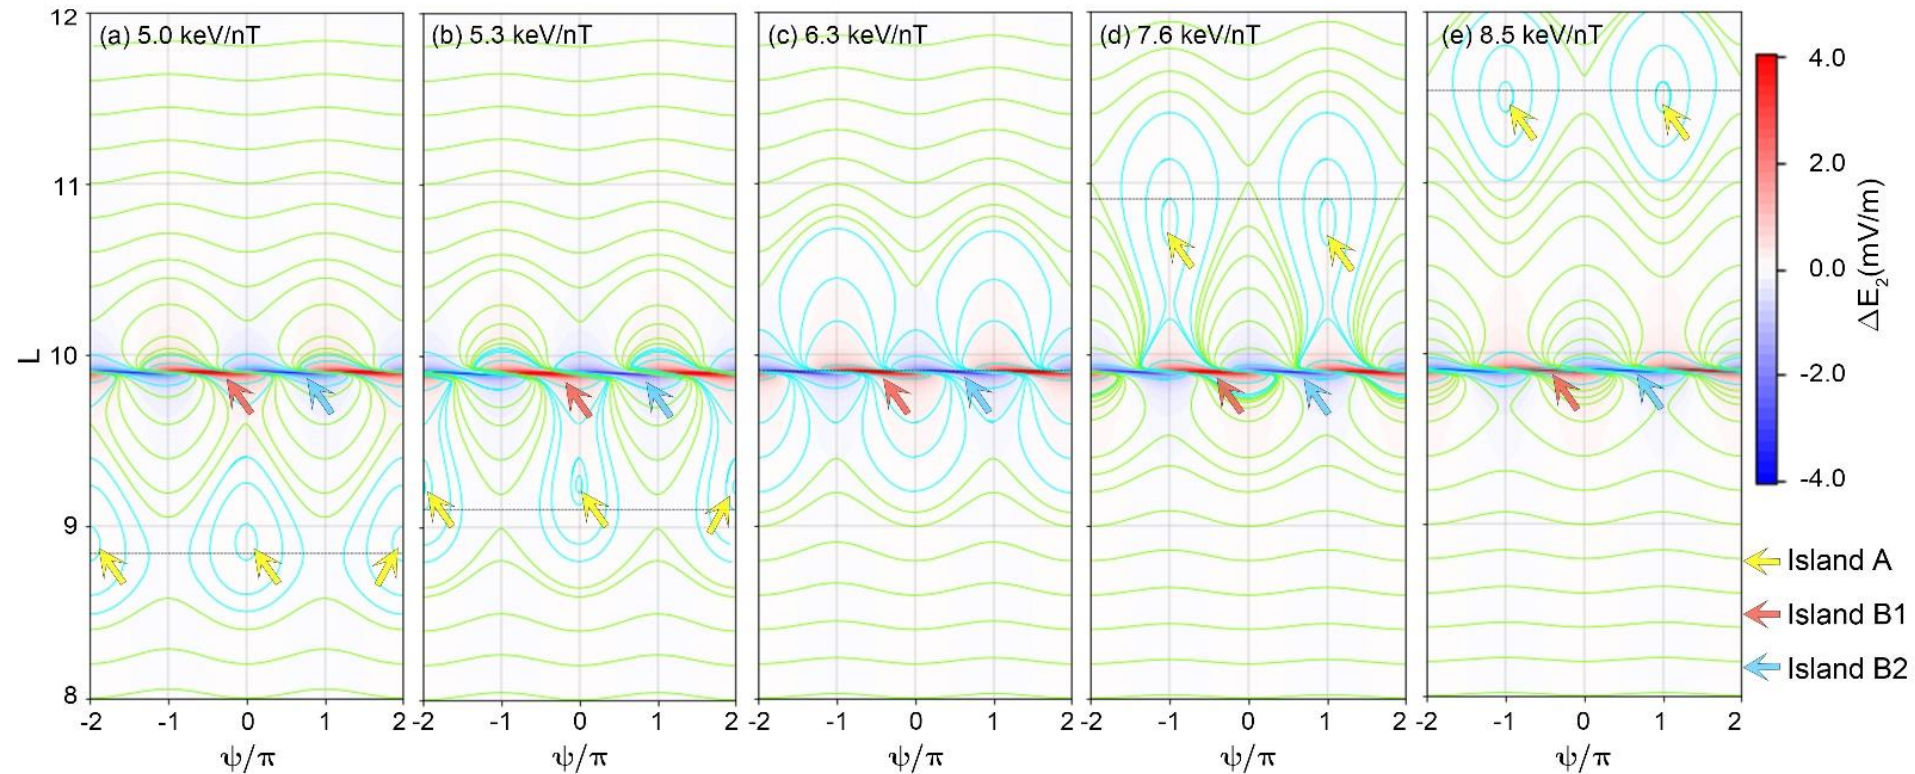 (a) 5.0 keV/nT (b) 5.3 keV/nT (c) 6.3 keV/nT (d) 7.6 keV/nT (e) 8.5 keV/nT
12
11
10
9
8
L
-2 -1 0 1 2 -2 -1 0 1 2 -2 -1 0 1 2 -2 -1 0 1 2 -2 -1 0 1 2
ψ/π ψ/π ψ/π ψ/π ψ/π
4.0
2.0
0.0
-2.0
-4.0
ΔE₂(mV/m)
Island A
Island B1
Island B2